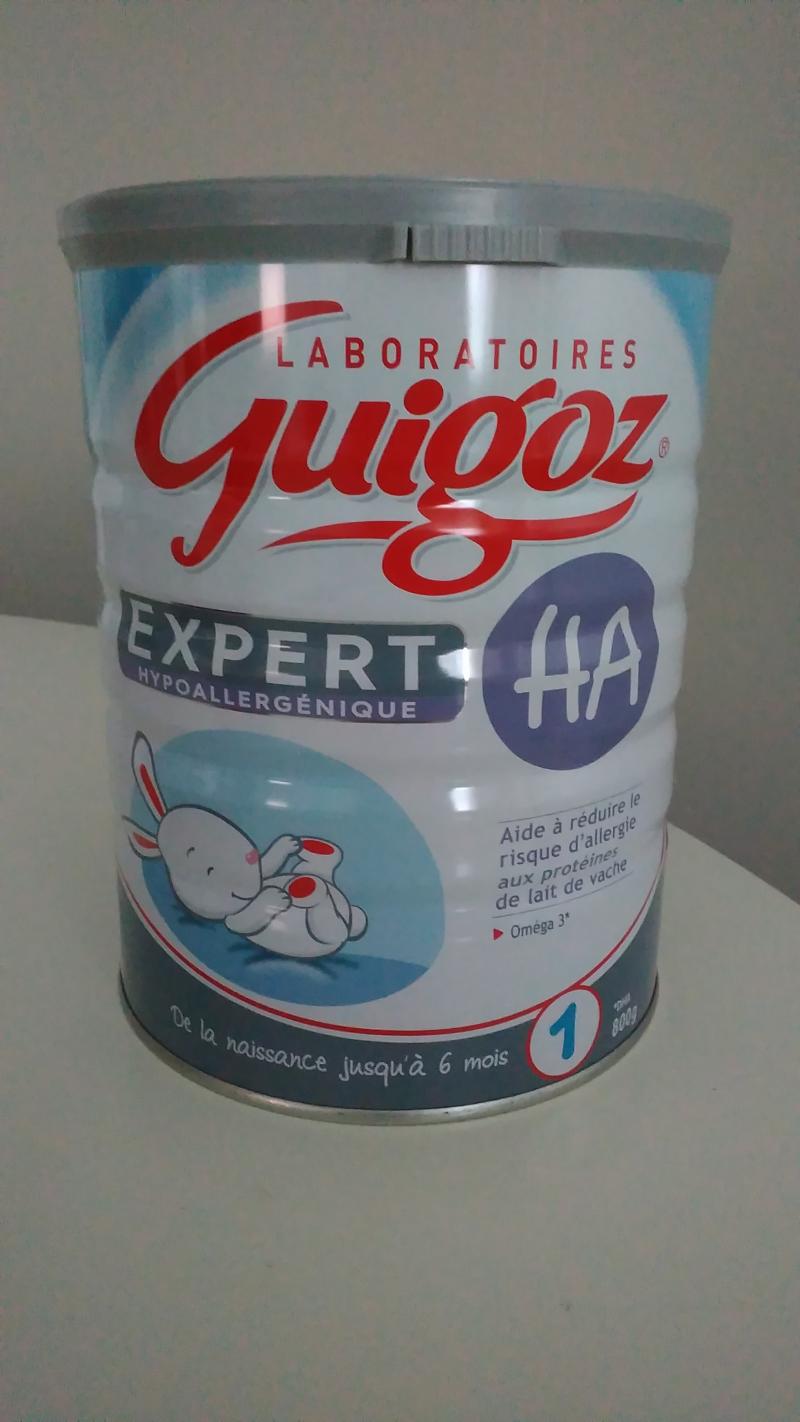 LABORATOIRES
Guigoz®
EXPERT
HYPOALLERGÉNIQUE
HA
Aide à réduire le
risque d'allergie
aux protéines
de lait de vache
Oméga 3*
De la naissance jusqu'à 6 mois
1
*DHA
800g